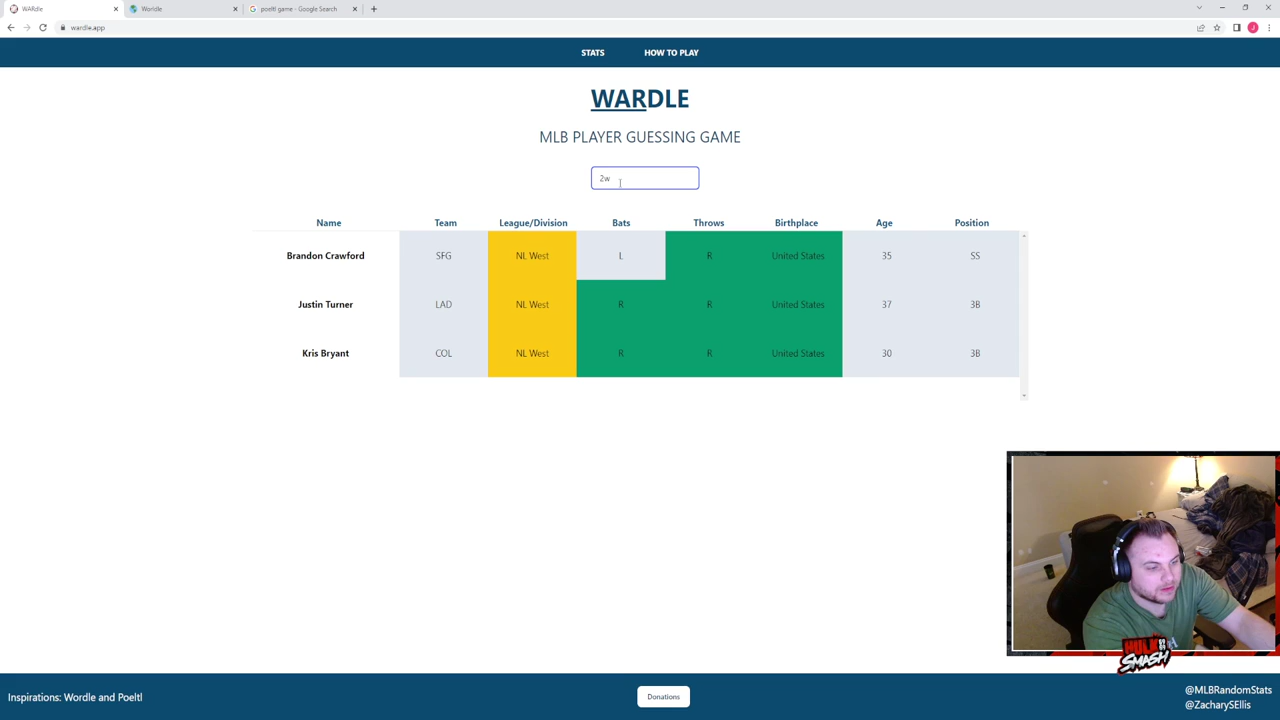 WARdle
Worldle
poeltl game - Google Search
wardle.app
J
STATS
HOW TO PLAY
WARDLE
MLB PLAYER GUESSING GAME
2w
Name Team League/Division Bats Throws Birthplace Age Position
Brandon Crawford SFG NL West L R United States 35 SS
Justin Turner LAD NL West R R United States 37 3B
Kris Bryant COL NL West R R United States 30 3B
HULK
SMASH
Inspirations: Wordle and Poeltl
Donations
@MLBRandomStats
@ZacharySEllis